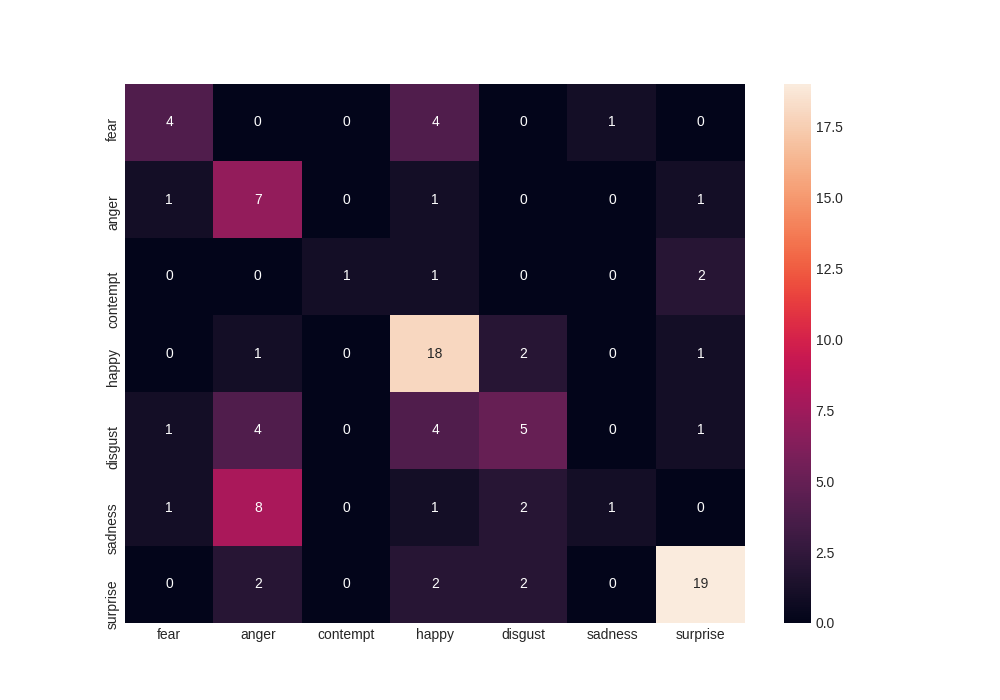 fear 4 0 0 4 0 1 0
anger 1 7 0 1 0 0 1
contempt 0 0 1 1 0 0 2
happy 0 1 0 18 2 0 1
disgust 1 4 0 4 5 0 1
sadness 1 8 0 1 2 1 0
surprise 0 2 0 2 2 0 19
fear anger contempt happy disgust sadness surprise
17.5
15.0
12.5
10.0
7.5
5.0
2.5
0.0